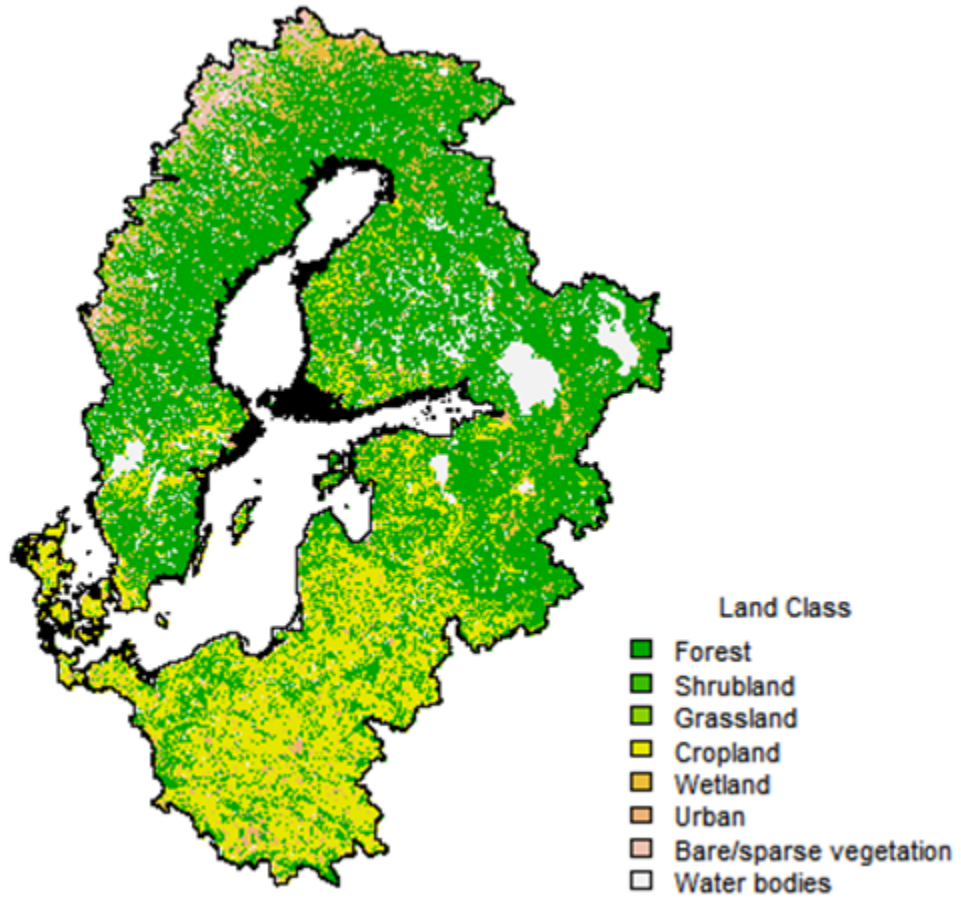 Land Class
Forest
Shrubland
Grassland
Cropland
Wetland
Urban
Bare/sparse vegetation
Water bodies